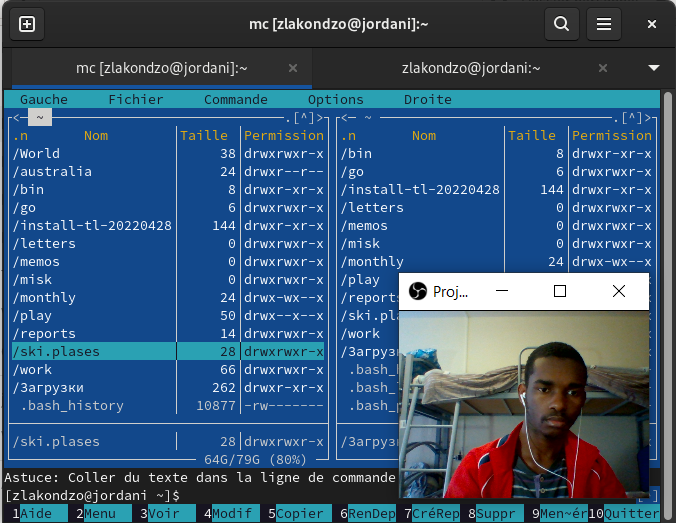 mc [zlakondzo@jordani]:~
mc [zlakondzo@jordani]:~ zlakondzo@jordani:~
Gauche Fichier Commande Options Droite
<- ~ .[^]> <- ~ .[^]>
.n Nom Taille Permission .n Nom Taille Permission
/World 38 drwxrwxr-x /bin 8 drwxr-xr-x
/australia 24 drwxr--r-- /go 6 drwxrwxr-x
/bin 8 drwxr-xr-x /install-tl-20220428 144 drwxr-xr-x
/go 6 drwxrwxr-x /letters 0 drwxrwxr-x
/install-tl-20220428 144 drwxr-xr-x /memos 0 drwxrwxr-x
/letters 0 drwxrwxr-x /misk 0 drwxrwxr-x
/memos 0 drwxrwxr-x /monthly 24 drwx-wx--x
/misk 0 drwxrwxr-x /play
/monthly 24 drwx-wx--x /reports
/play 50 drwx--x--x /ski.pla
/reports 14 drwxrwxr-x /work
/ski.plases 28 drwxrwxr-x /Загрузк
/work 66 drwxrwxr-x .bash_h
/Загрузки 262 drwxr-xr-x .bash_
.bash_history 10877 -rw------- .bash_p
/ski.plases 28 drwxrwxr-x /Загрузк
64G/79G (80%)
Proj...
Astuce: Coller du texte dans la ligne de commande
[zlakondzo@jordani ~]$ [^]
1Aide 2Menu 3Voir 4Modif 5Copier 6RenDep 7CréRep 8Suppr 9Men~ér10Quitter